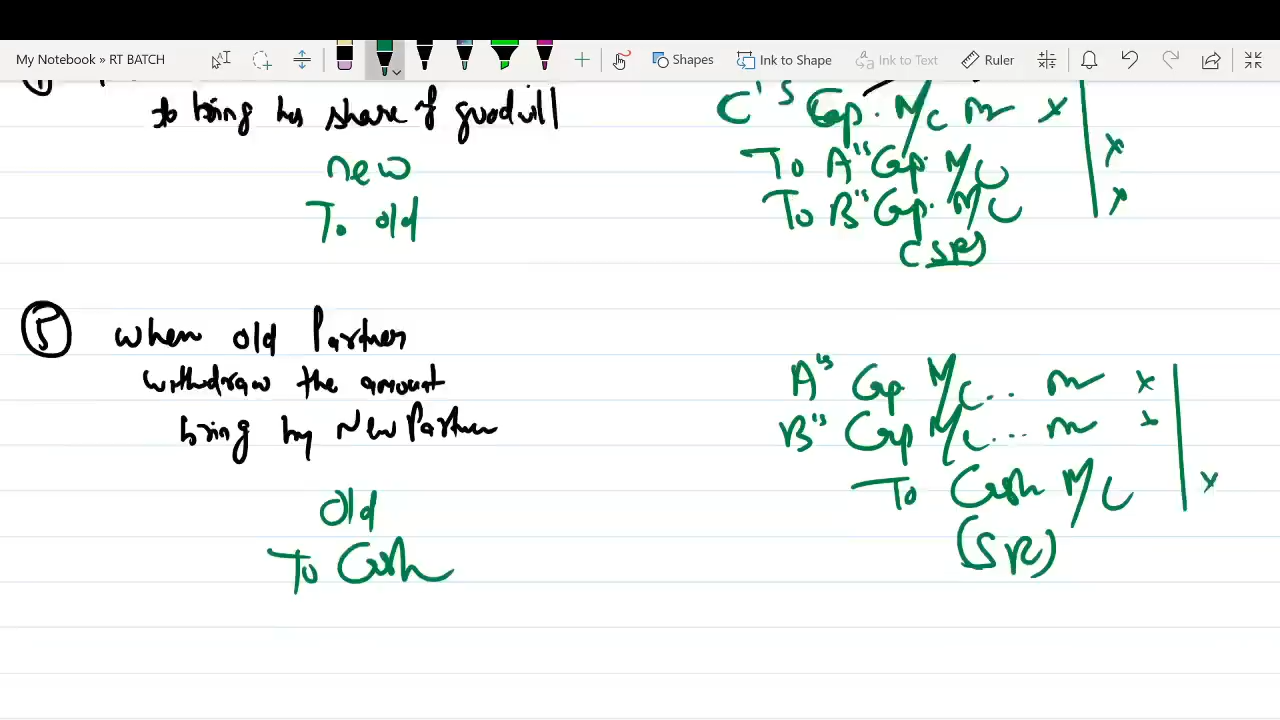 My Notebook » RT BATCH
Shapes
Ink to Shape
Ink to Text
Ruler
to bring his share of goodwill
new
To old
C's Cap. A/C Dr x
To A's Cap. A/C x
To B's Cap. A/C x
(SR)
5 when old Partner
withdraw the amount
bring by New Partner
Old
To Cash
A's Cap A/C... Dr x
B's Cap A/C... Dr x
To Cash A/C x
(SR)